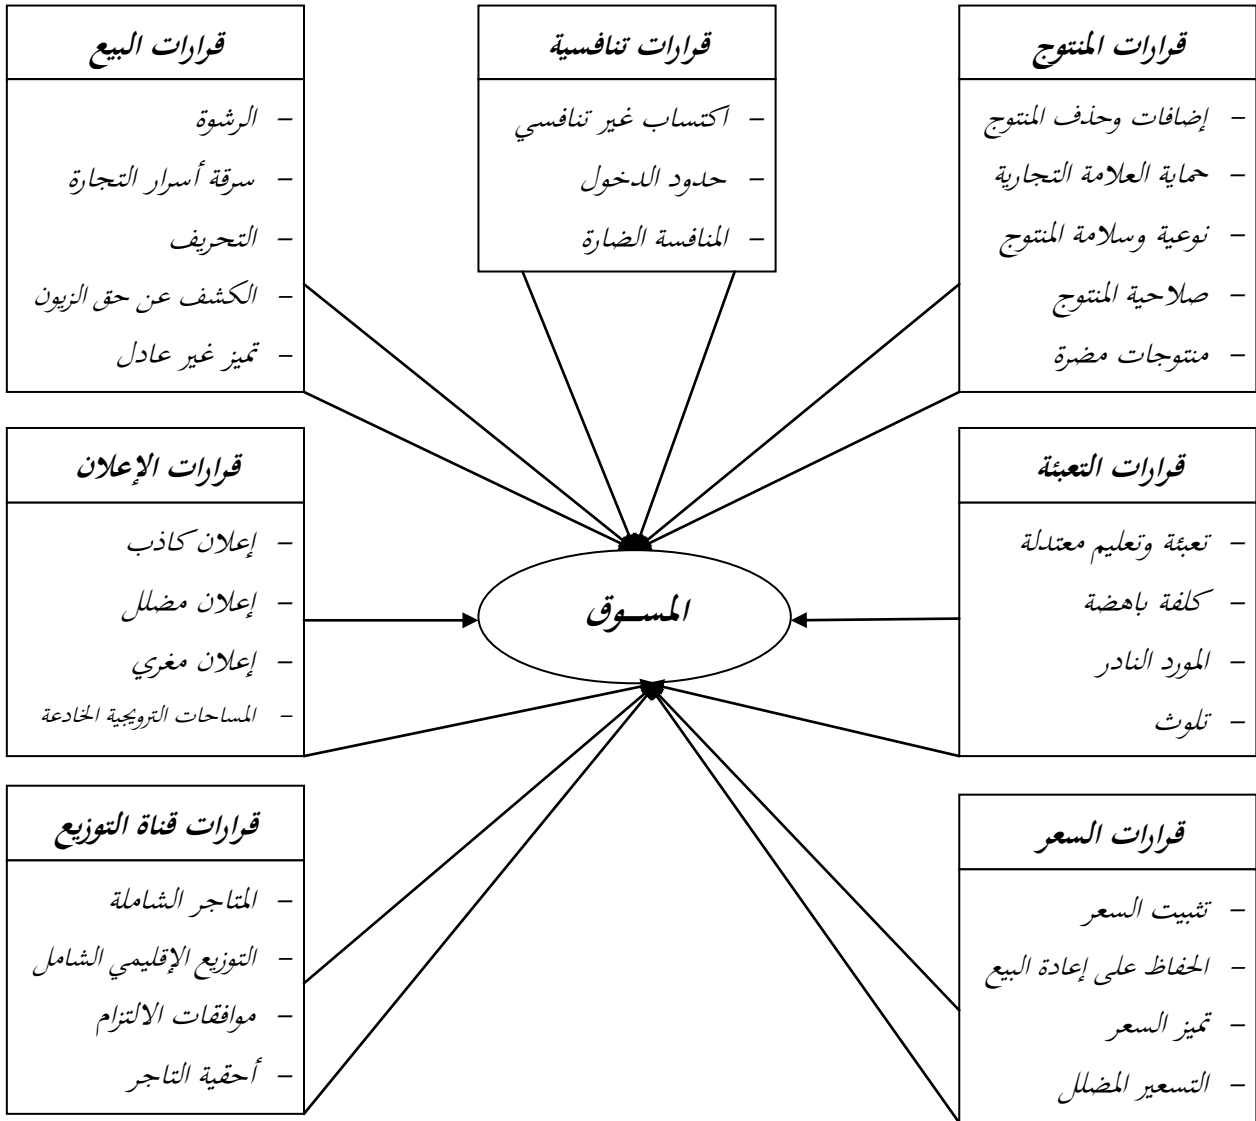 قرارات المنتوج
– إضافات وحذف المنتوج
– حماية العلامة التجارية
– نوعية وسلامة المنتوج
– صلاحية المنتوج
– منتوجات مضرة
قرارات تنافسية
– اكتساب غير تنافسي
– حدود الدخول
– المنافسة الضارة
قرارات البيع
– الرشوة
– سرقة أسرار التجارة
– التحريف
– الكشف عن حق الزبون
– تميز غير عادل
قرارات التعبئة
– تعبئة وتعليم معتدلة
– كلفة باهضة
– المورد النادر
– تلوث
المســوق
قرارات الإعلان
– إعلان كاذب
– إعلان مضلل
– إعلان مغري
– المساحات الترويجية الخادعة
قرارات السعر
– تثبيت السعر
– الحفاظ على إعادة البيع
– تميز السعر
– التسعير المضلل
قرارات قناة التوزيع
– المتاجر الشاملة
– التوزيع الإقليمي الشامل
– موافقات الالتزام
– أحقية التاجر